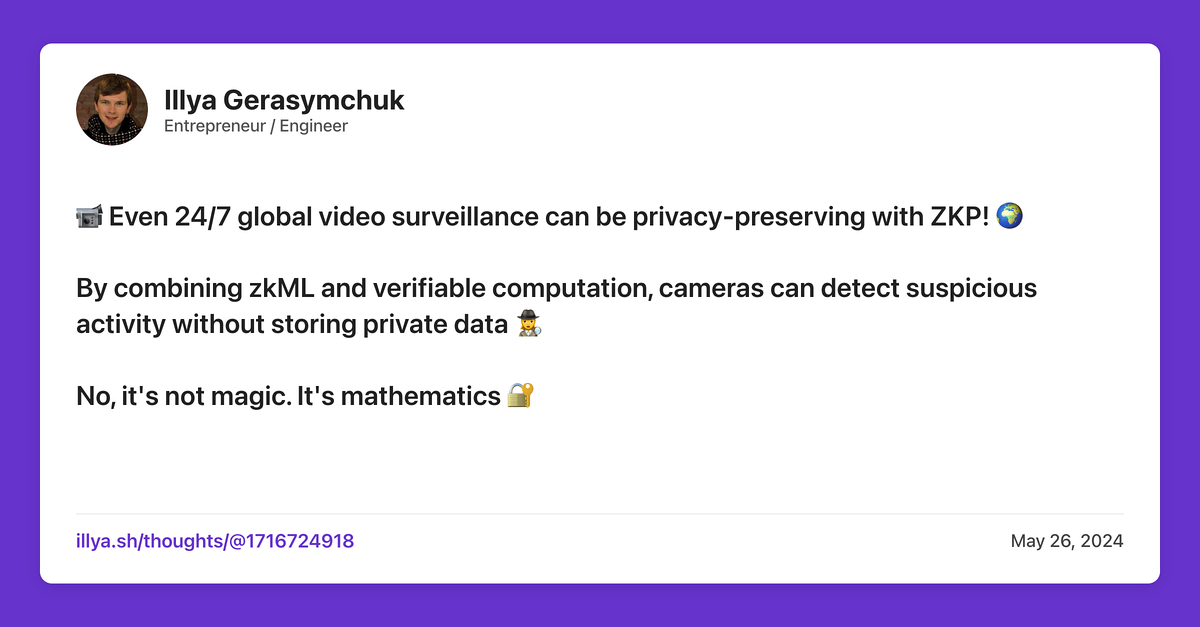 Illya Gerasymchuk
Entrepreneur / Engineer
📹 Even 24/7 global video surveillance can be privacy-preserving with ZKP! 🌍
By combining zkML and verifiable computation, cameras can detect suspicious
activity without storing private data 🕵️‍♀️
No, it's not magic. It's mathematics 🔐
illya.sh/thoughts/@1716724918
May 26, 2024